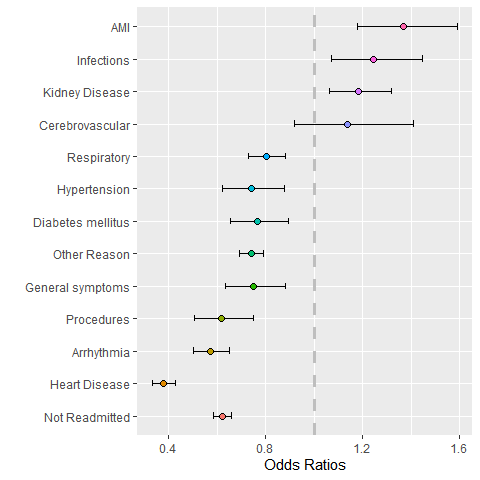 AMI
Infections
Kidney Disease
Cerebrovascular
Respiratory
Hypertension
Diabetes mellitus
Other Reason
General symptoms
Procedures
Arrhythmia
Heart Disease
Not Readmitted
0.4 0.8 1.2 1.6
Odds Ratios